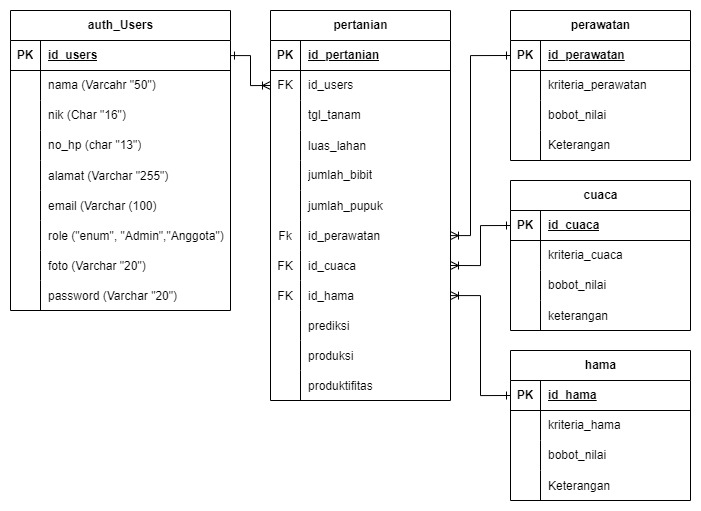 auth_Users
PK id_users
nama (Varcahr "50")
nik (Char "16")
no_hp (char "13")
alamat (Varchar "255")
email (Varchar (100)
role ("enum", "Admin","Anggota")
foto (Varchar "20")
password (Varchar "20")
pertanian
PK id_pertanian
FK id_users
tgl_tanam
luas_lahan
jumlah_bibit
jumlah_pupuk
Fk id_perawatan
FK id_cuaca
FK id_hama
prediksi
produksi
produktifitas
perawatan
PK id_perawatan
kriteria_perawatan
bobot_nilai
Keterangan
cuaca
PK id_cuaca
kriteria_cuaca
bobot_nilai
keterangan
hama
PK id_hama
kriteria_hama
bobot_nilai
Keterangan